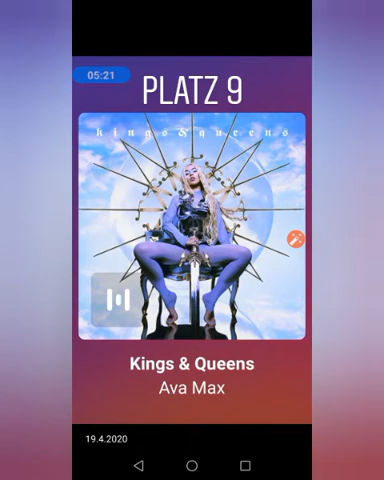 05:21
PLATZ 9
kings&queens
Kings & Queens
Ava Max
19.4.2020